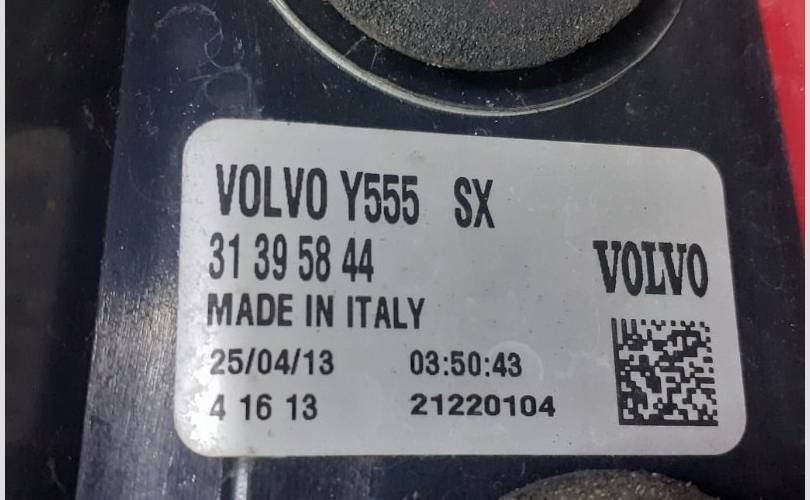 VOLVO Y555 SX
31 39 58 44
VOLVO
MADE IN ITALY
25/04/13 03:50:43
4 16 13 21220104